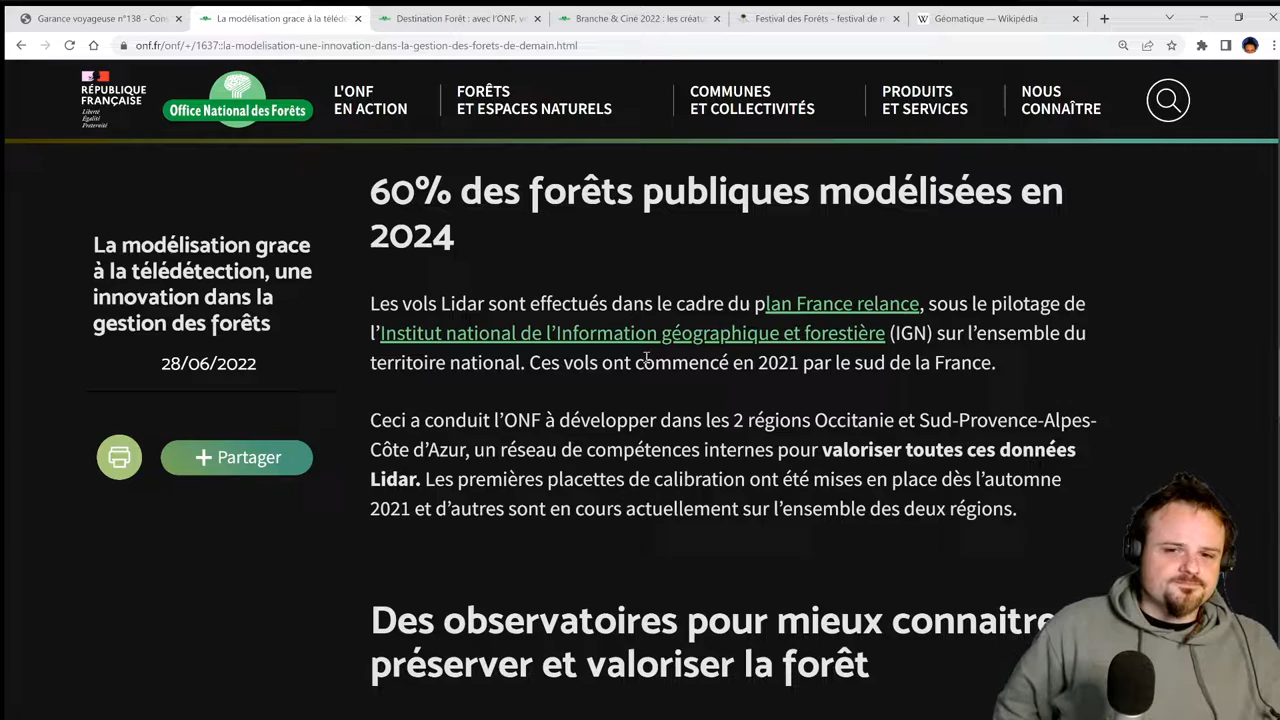 Garance voyageuse n°138 - Con
La modélisation grace à la téléde
Destination Forêt : avec l'ONF, v
Branche & Ciné 2022 : les créatu
Festival des Forêts - festival de m
Géomatique — Wikipédia
onf.fr/onf/+/1637::la-modelisation-une-innovation-dans-la-gestion-des-forets-de-demain.html
RÉPUBLIQUE
FRANÇAISE
Liberté
Égalité
Fraternité
Office National des Forêts
L'ONF
EN ACTION
FORÊTS
ET ESPACES NATURELS
COMMUNES
ET COLLECTIVITÉS
PRODUITS
ET SERVICES
NOUS
CONNAÎTRE
La modélisation grace
à la télédétection, une
innovation dans la
gestion des forêts
28/06/2022
+ Partager
60% des forêts publiques modélisées en
2024
Les vols Lidar sont effectués dans le cadre du plan France relance, sous le pilotage de
l'Institut national de l'Information géographique et forestière (IGN) sur l'ensemble du
territoire national. Ces vols ont commencé en 2021 par le sud de la France.
Ceci a conduit l'ONF à développer dans les 2 régions Occitanie et Sud-Provence-Alpes-
Côte d'Azur, un réseau de compétences internes pour valoriser toutes ces données
Lidar. Les premières placettes de calibration ont été mises en place dès l'automne
2021 et d'autres sont en cours actuellement sur l'ensemble des deux régions.
Des observatoires pour mieux connaitre
préserver et valoriser la forêt